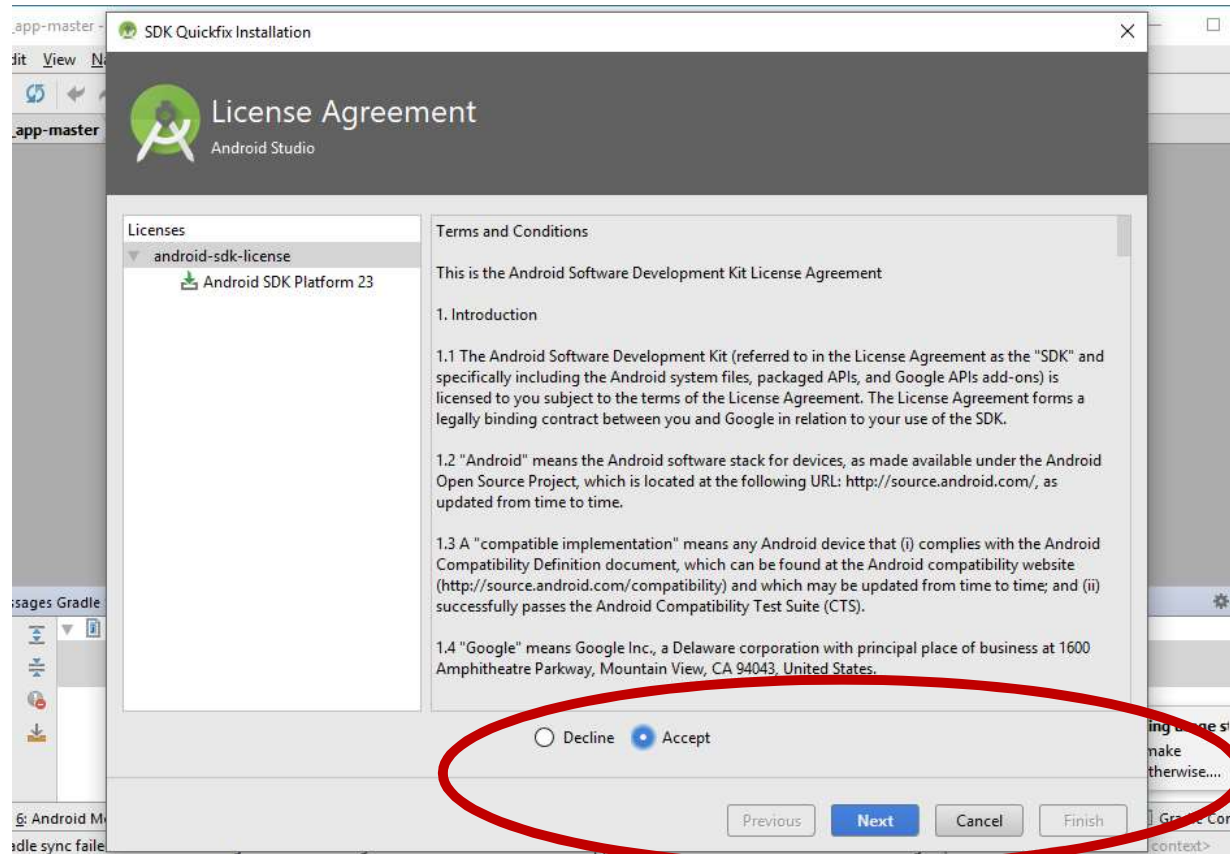 _app-master -
SDK Quickfix Installation
dit View Na
License Agreement
_app-master
Android Studio
Licenses
android-sdk-license
Android SDK Platform 23
Terms and Conditions
This is the Android Software Development Kit License Agreement
1. Introduction
1.1 The Android Software Development Kit (referred to in the License Agreement as the "SDK" and
specifically including the Android system files, packaged APIs, and Google APIs add-ons) is
licensed to you subject to the terms of the License Agreement. The License Agreement forms a
legally binding contract between you and Google in relation to your use of the SDK.
1.2 "Android" means the Android software stack for devices, as made available under the Android
Open Source Project, which is located at the following URL: http://source.android.com/, as
updated from time to time.
1.3 A "compatible implementation" means any Android device that (i) complies with the Android
Compatibility Definition document, which can be found at the Android compatibility website
(http://source.android.com/compatibility) and which may be updated from time to time; and (ii)
successfully passes the Android Compatibility Test Suite (CTS).
1.4 "Google" means Google Inc., a Delaware corporation with principal place of business at 1600
Amphitheatre Parkway, Mountain View, CA 94043, United States.
ssages Gradle
Decline Accept
make
therwise....
Previous Next Cancel Finish
6: Android Mo
Gradle Con
adle sync faile
context>